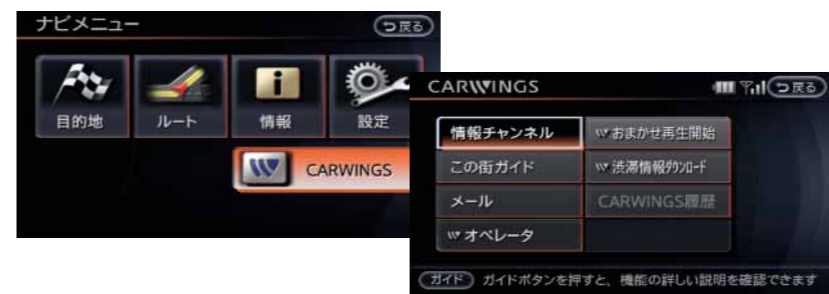 ナビメニュー
戻る
目的地
ルート
情報
設定
CARWINGS
CARWINGS
戻る
情報チャンネル
おまかせ再生開始
この街ガイド
渋滞情報ダウンロード
メール
CARWINGS履歴
オペレータ
ガイド ガイドボタンを押すと、機能の詳しい説明を確認できます